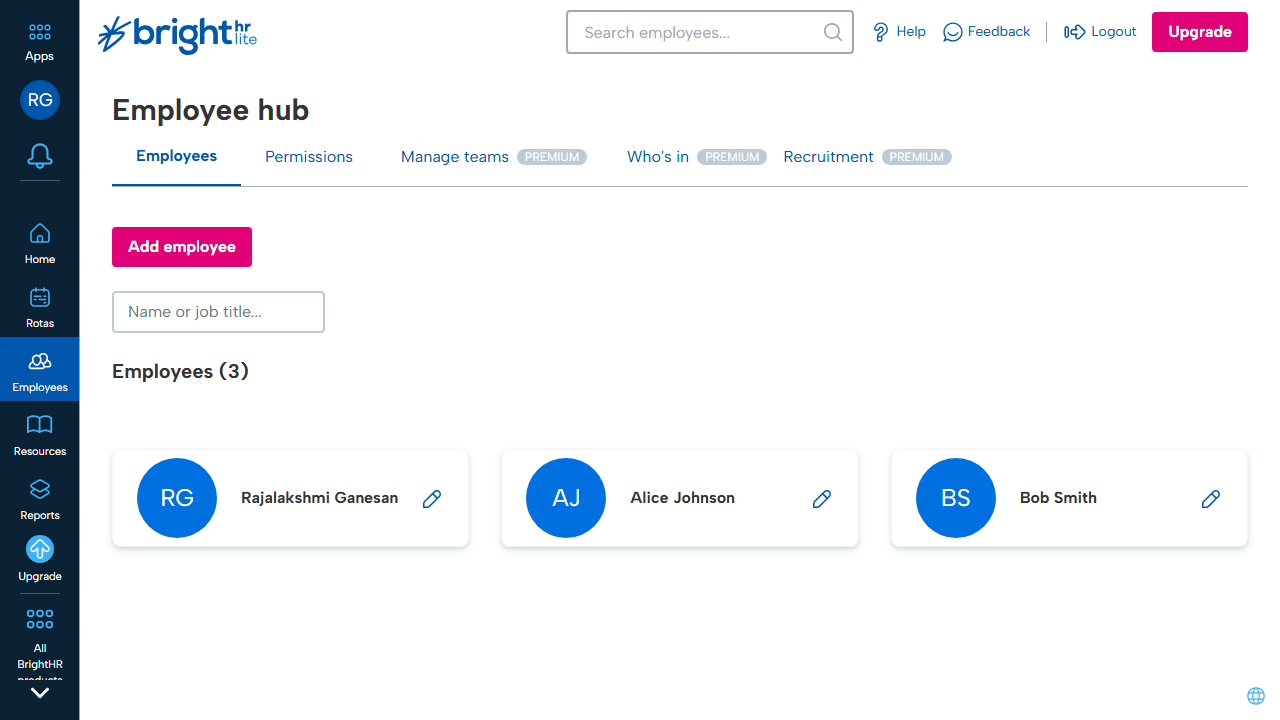 Apps
RG
Home
Rotas
Employees
Resources
Reports
Upgrade
All
BrightHR
products
brighthr lite
Search employees...
Help
Feedback
Logout
Upgrade
Employee hub
Employees
Permissions
Manage teams PREMIUM
Who's in PREMIUM
Recruitment PREMIUM
Add employee
Name or job title...
Employees (3)
RG
Rajalakshmi Ganesan
AJ
Alice Johnson
BS
Bob Smith